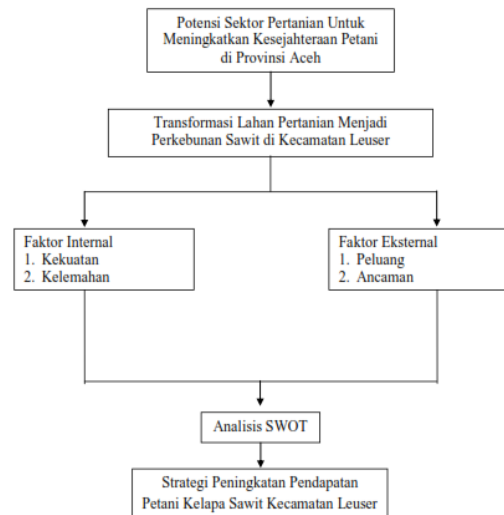 Potensi Sektor Pertanian Untuk
Meningkatkan Kesejahteraan Petani
di Provinsi Aceh
Transformasi Lahan Pertanian Menjadi
Perkebunan Sawit di Kecamatan Leuser
Faktor Internal
1. Kekuatan
2. Kelemahan
Faktor Eksternal
1. Peluang
2. Ancaman
Analisis SWOT
Strategi Peningkatan Pendapatan
Petani Kelapa Sawit Kecamatan Leuser